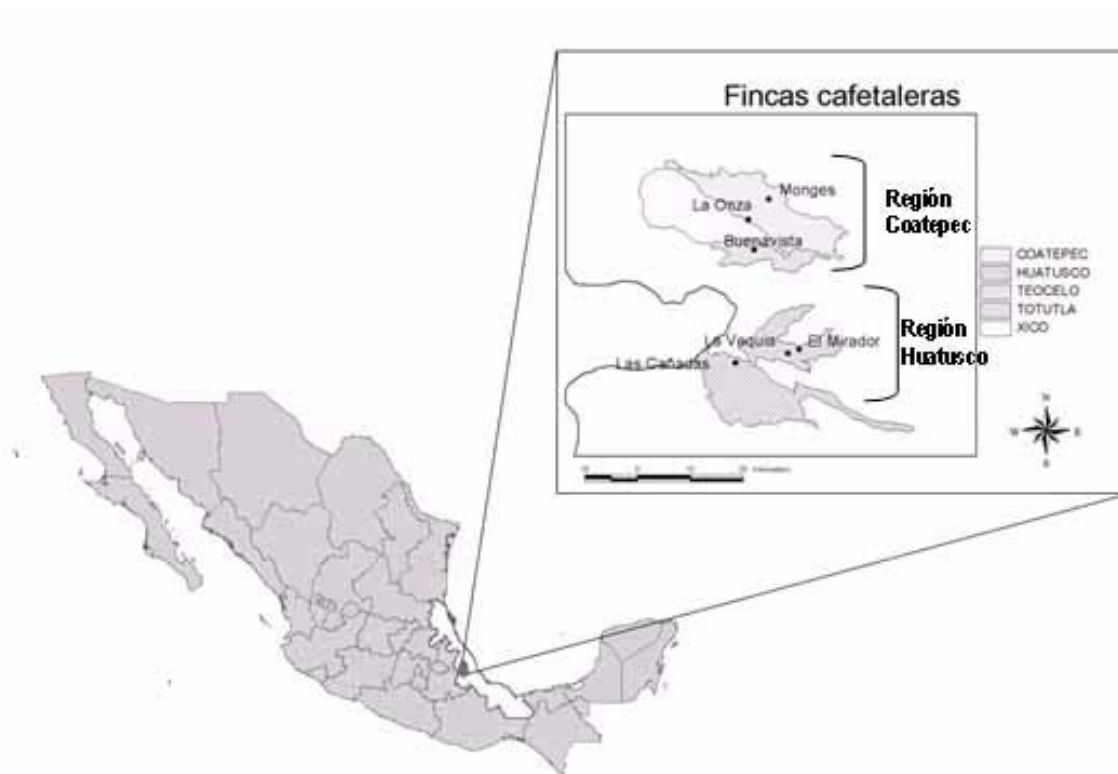 Fincas cafetaleras
Monges
La Onza
Buenavista
Región
Coatepec
COATEPEC
HUATUSCO
TEOCELO
TOTUTLA
XICO
La Vequia
El Mirador
Las Cañadas
Región
Huatusco
N
W E
S